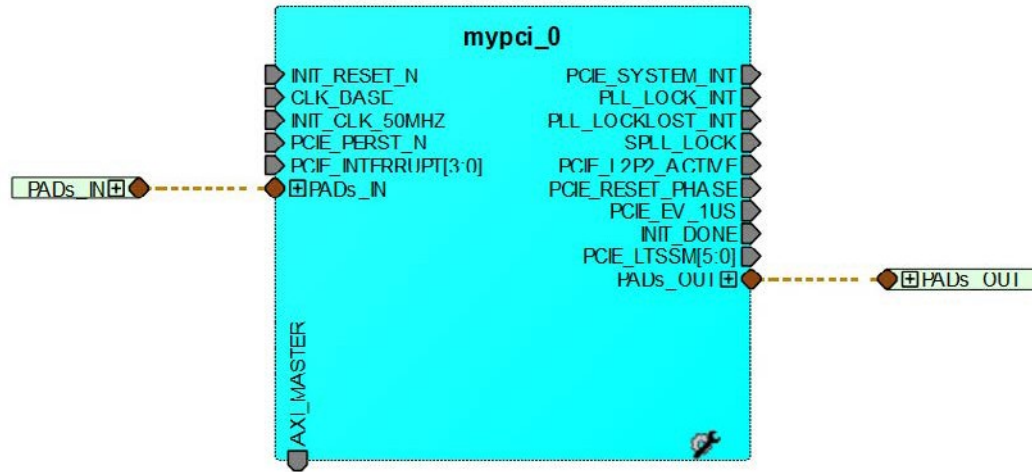 mypci_0
INIT_RESET_N
PCIE_SYSTEM_INT
CLK_BASE
PLL_LOCK_INT
INIT_CLK_50MHZ
PLL_LOCKLOST_INT
PCIE_PERST_N
SPLL_LOCK
PCIE_INTERRUPT[3:0]
PCIE_L2P2_ACTIVE
PADs_IN
PADs_IN
PCIE_RESET_PHASE
PCIE_EV_1US
INIT_DONE
PCIE_LTSSM[5:0]
PADs_OUT
PADs_OUT
AXI_MASTER